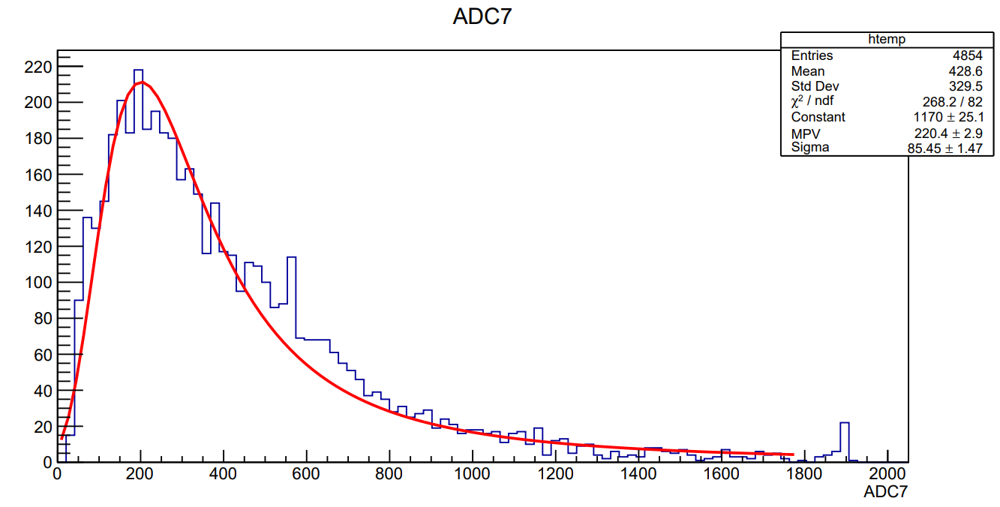 ADC7
htemp
Entries 4854
Mean 428.6
Std Dev 329.5
χ² / ndf 268.2 / 82
Constant 1170 ± 25.1
MPV 220.4 ± 2.9
Sigma 85.45 ± 1.47
220
200
180
160
140
120
100
80
60
40
20
0
0 200 400 600 800 1000 1200 1400 1600 1800 2000
ADC7